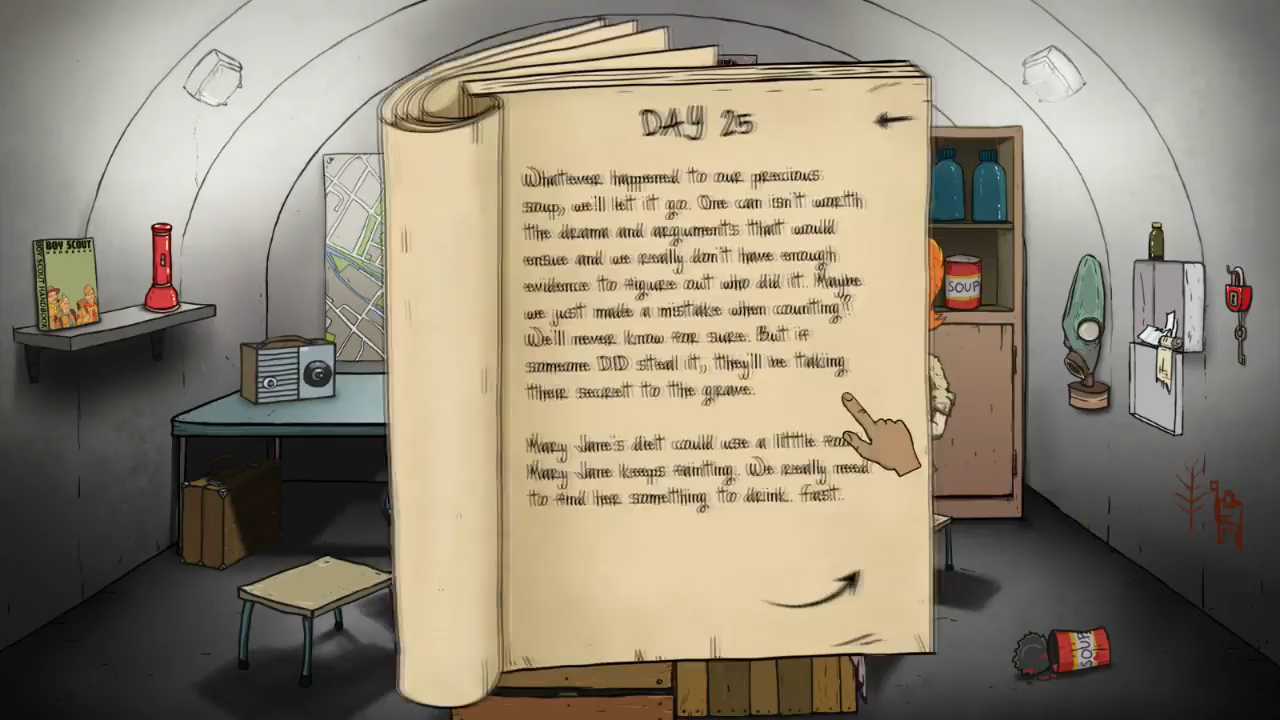 DAY 25
Whatever happened to our precious
soup, we'll let it go. One can isn't worth
the drama and arguments that would
ensue and we really don't have enough
evidence to figure out who did it. Maybe
we just made a mistake when counting?
We'll never know for sure. But if
someone DID steal it, they'll be taking
their secret to the grave.
Mary Jane's diet could use a little
Mary Jane keeps fainting. We really need
to find her something to drink. Fast.
BOY SCOUT
BOY SCOUT HANDBOOK
SOUP
SOUP